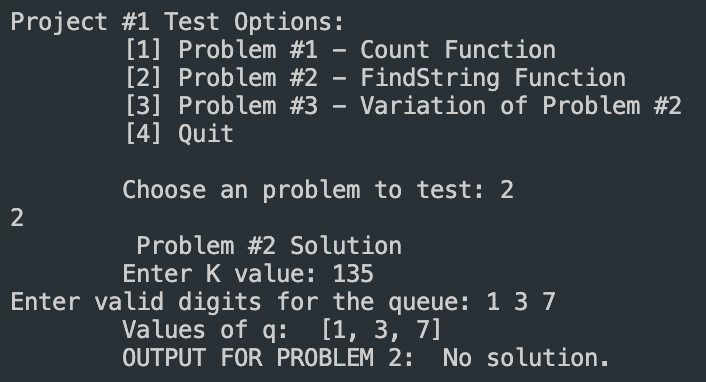 Project #1 Test Options:
[1] Problem #1 – Count Function
[2] Problem #2 – FindString Function
[3] Problem #3 – Variation of Problem #2
[4] Quit
Choose an problem to test: 2
2
Problem #2 Solution
Enter K value: 135
Enter valid digits for the queue: 1 3 7
Values of q:  [1, 3, 7]
OUTPUT FOR PROBLEM 2:  No solution.